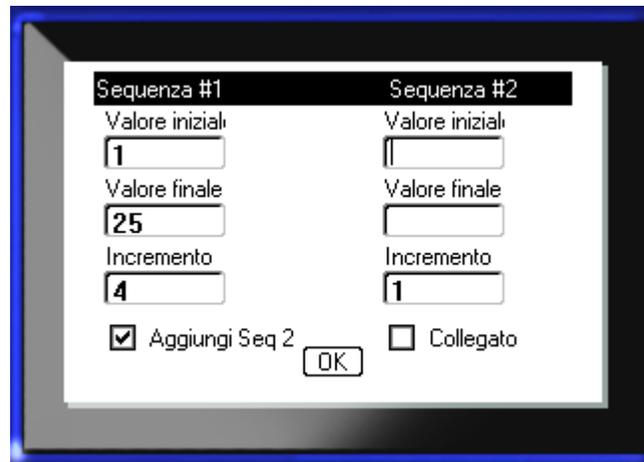 Sequenza #1 Sequenza #2
Valore inizial Valore inizial
1
Valore finale Valore finale
25
Incremento Incremento
4 1
Aggiungi Seq 2 Collegato
OK